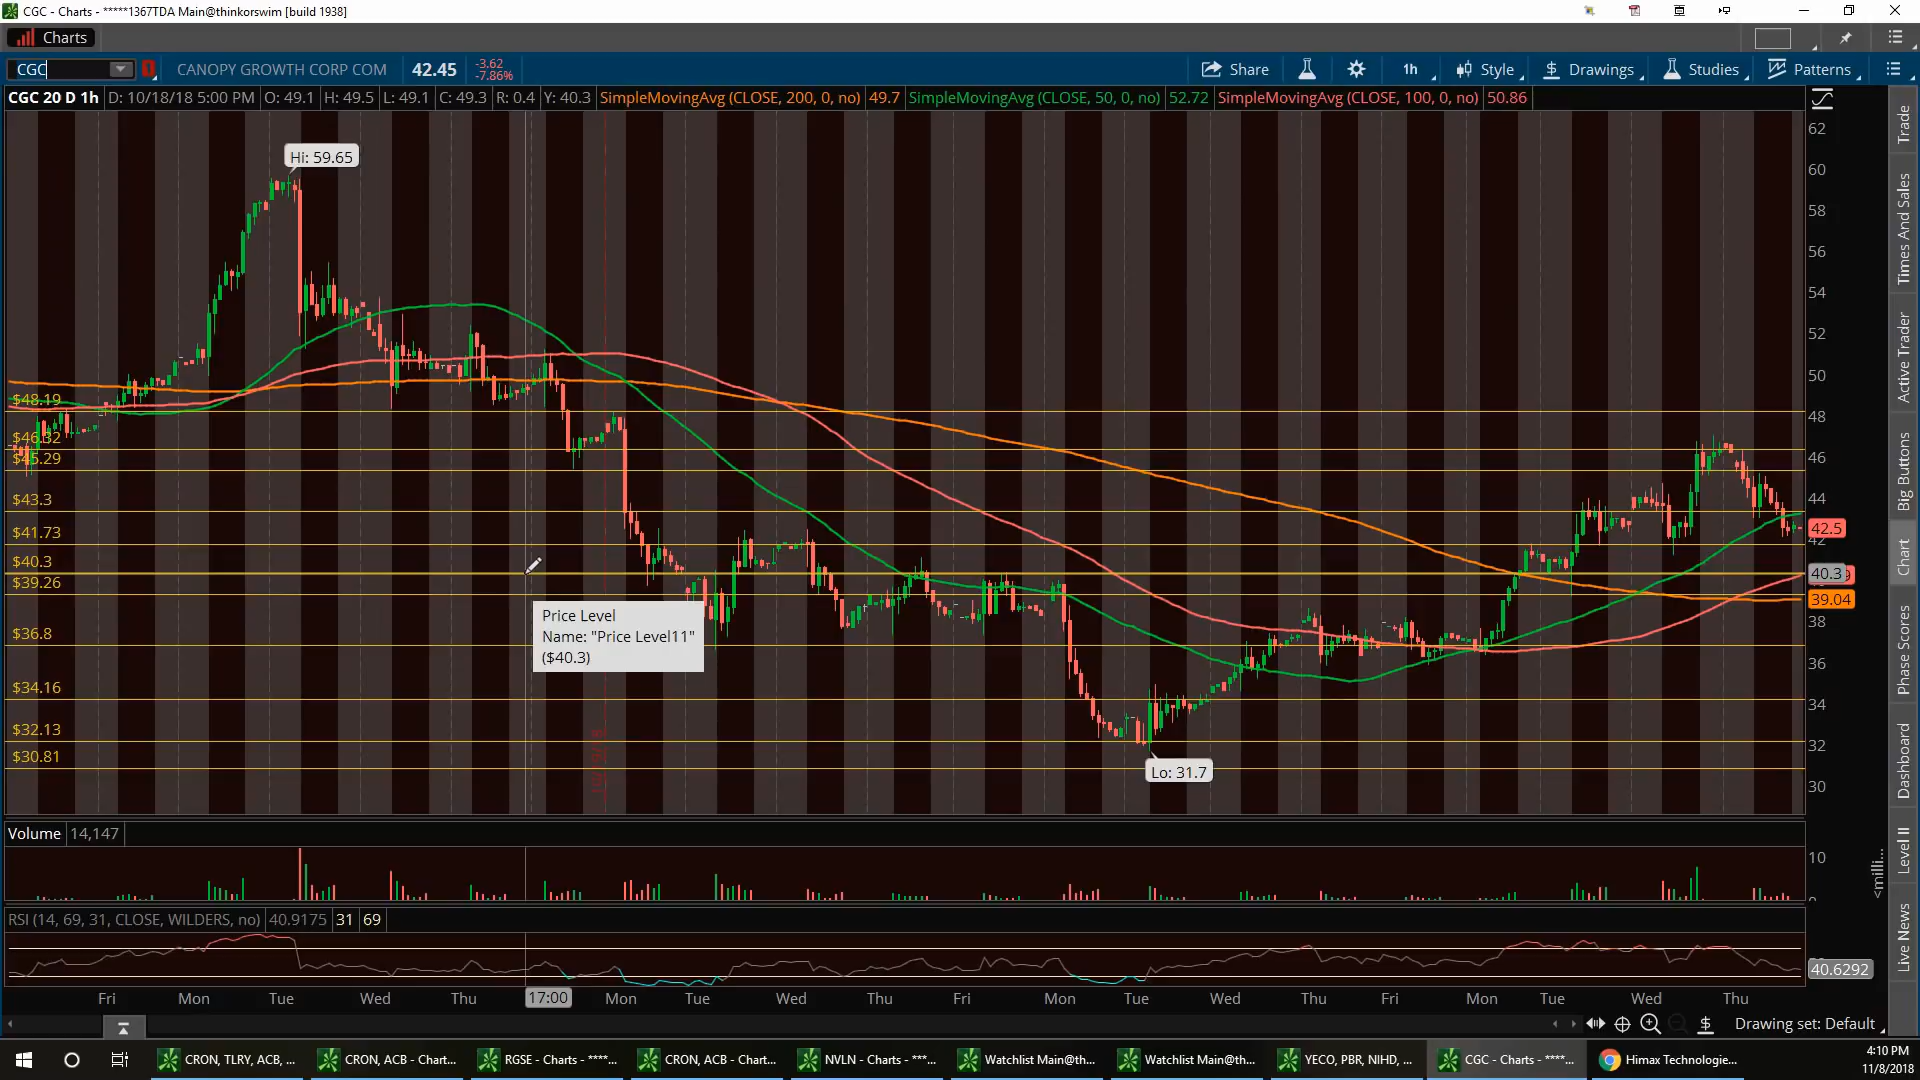 CGC - Charts - *****1367TDA Main@thinkorswim [build 1938]
Charts
CGC
1
CANOPY GROWTH CORP COM
42.45
-3.62
-7.86%
Share
1h
Style
$ Drawings
Studies
Patterns
CGC 20 D 1h
D: 10/18/18 5:00 PM
O: 49.1
H: 49.5
L: 49.1
C: 49.3
R: 0.4
Y: 40.3
SimpleMovingAvg (CLOSE, 200, 0, no)
49.7
SimpleMovingAvg (CLOSE, 50, 0, no)
52.72
SimpleMovingAvg (CLOSE, 100, 0, no)
50.86
Hi: 59.65
$48.19
$46.32
$45.29
$43.3
$41.73
$40.3
$39.26
$36.8
$34.16
$32.13
$30.81
Price Level
Name: "Price Level11"
($40.3)
Lo: 31.7
62
60
58
56
54
52
50
48
46
44
42.5
42
40.3
39.04
38
36
34
32
30
Volume
14,147
10
0
<milli...
RSI (14, 69, 31, CLOSE, WILDERS, no)
40.9175
31
69
40.6292
Fri
Mon
Tue
Wed
Thu
17:00
Mon
Tue
Wed
Thu
Fri
Mon
Tue
Wed
Thu
Fri
Mon
Tue
Wed
Thu
$
Drawing set: Default
Trade
Times And Sales
Active Trader
Big Buttons
Chart
Phase Scores
Dashboard
Level II
Live News
CRON, TLRY, ACB, ...
CRON, ACB - Chart...
RGSE - Charts - ****...
CRON, ACB - Chart...
NVLN - Charts - ***...
Watchlist Main@th...
Watchlist Main@th...
YECO, PBR, NIHD, ...
CGC - Charts - ****...
Himax Technologie...
4:10 PM
11/8/2018